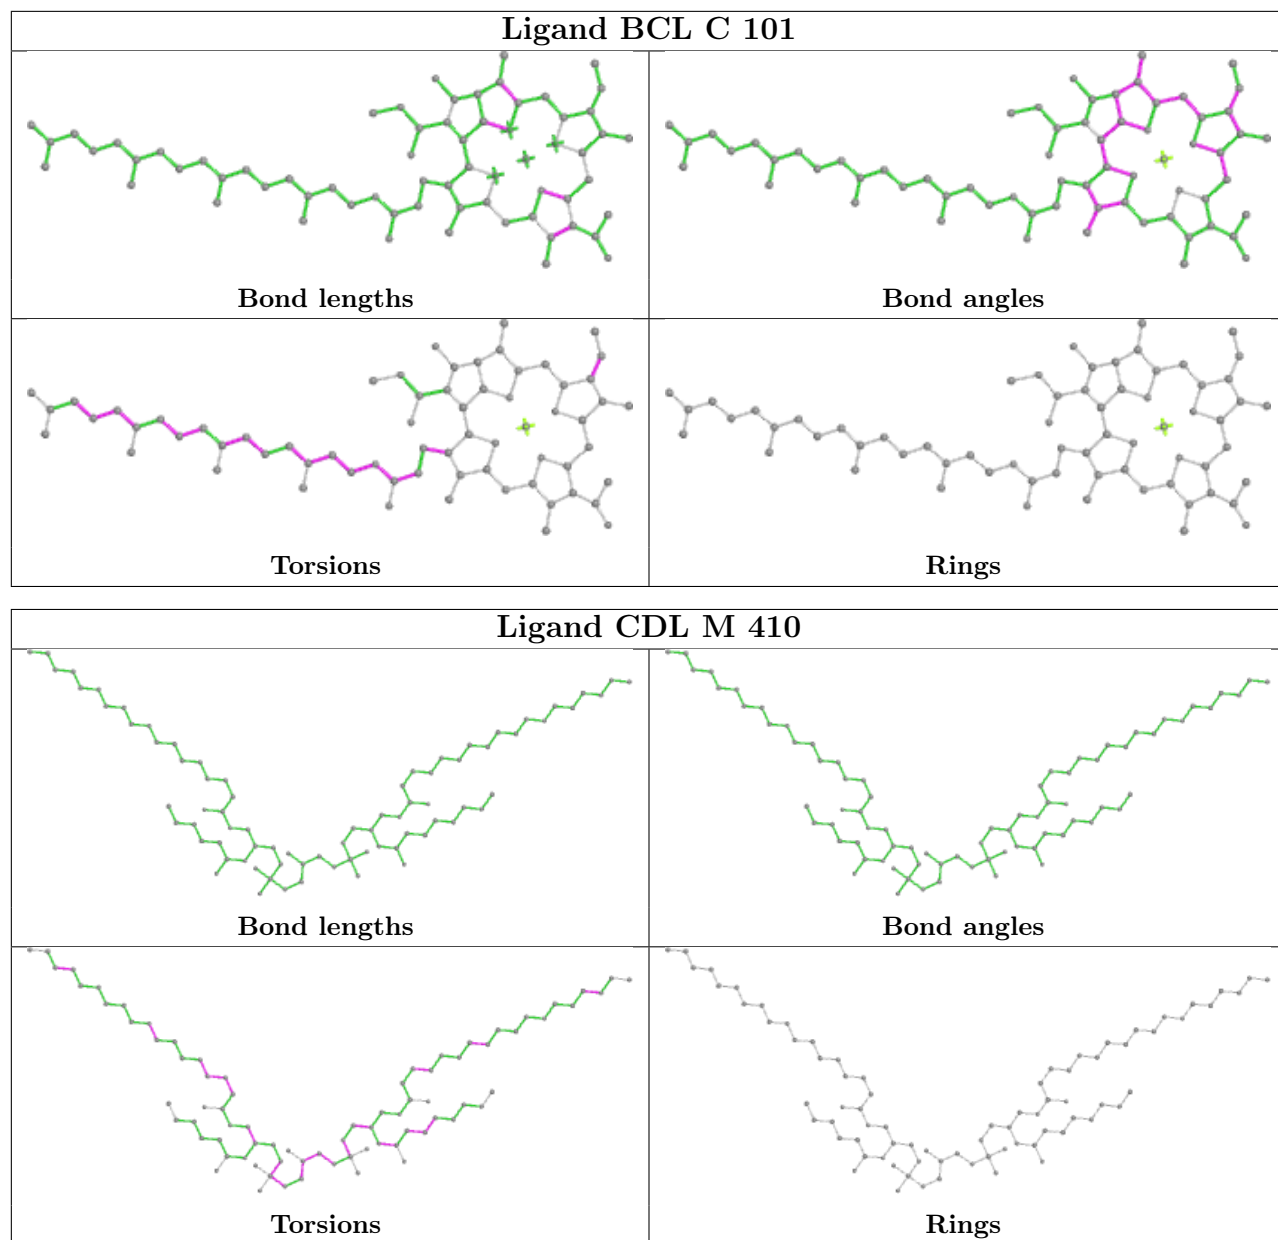 Ligand BCL C 101
Bond lengths
Bond angles
Torsions
Rings
Ligand CDL M 410
Bond lengths
Bond angles
Torsions
Rings